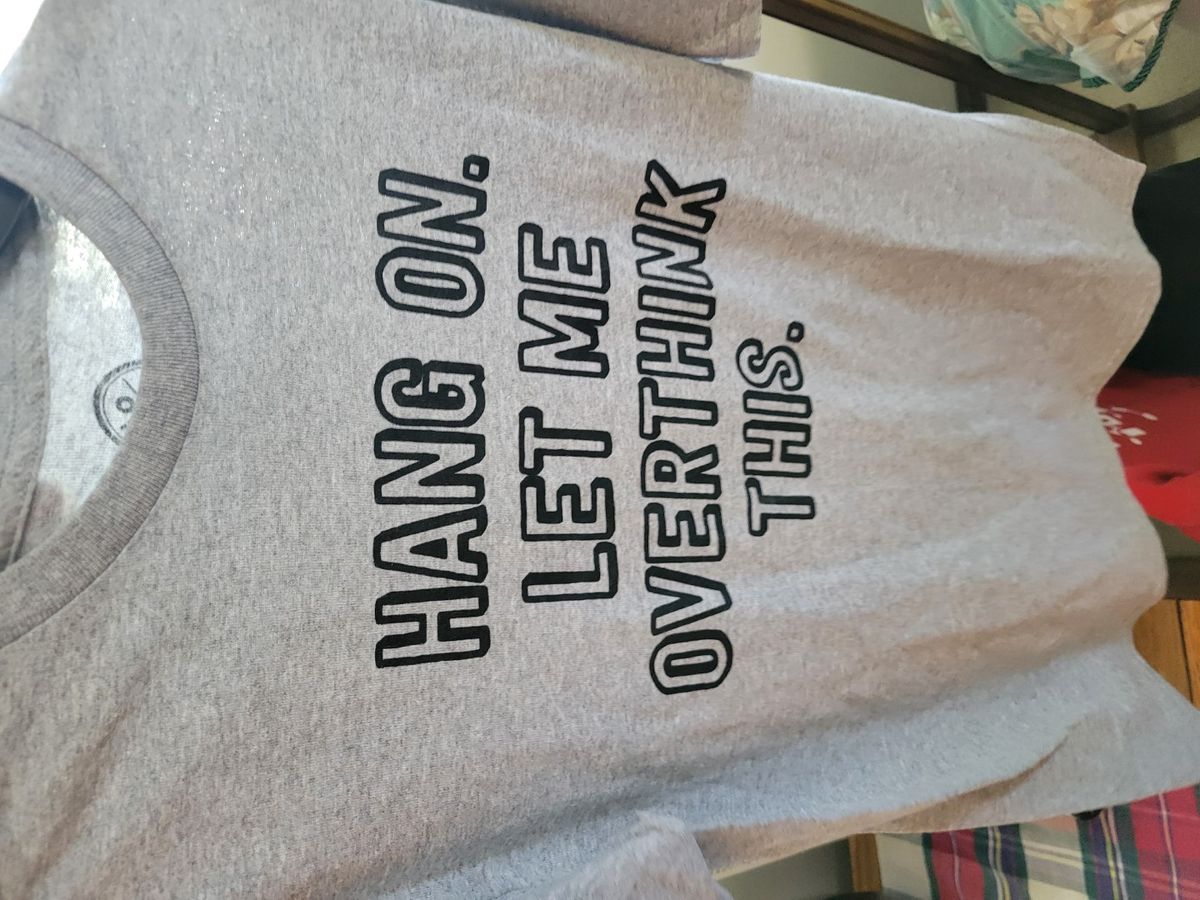 HANG ON.
LET ME
OVERTHINK
THIS.